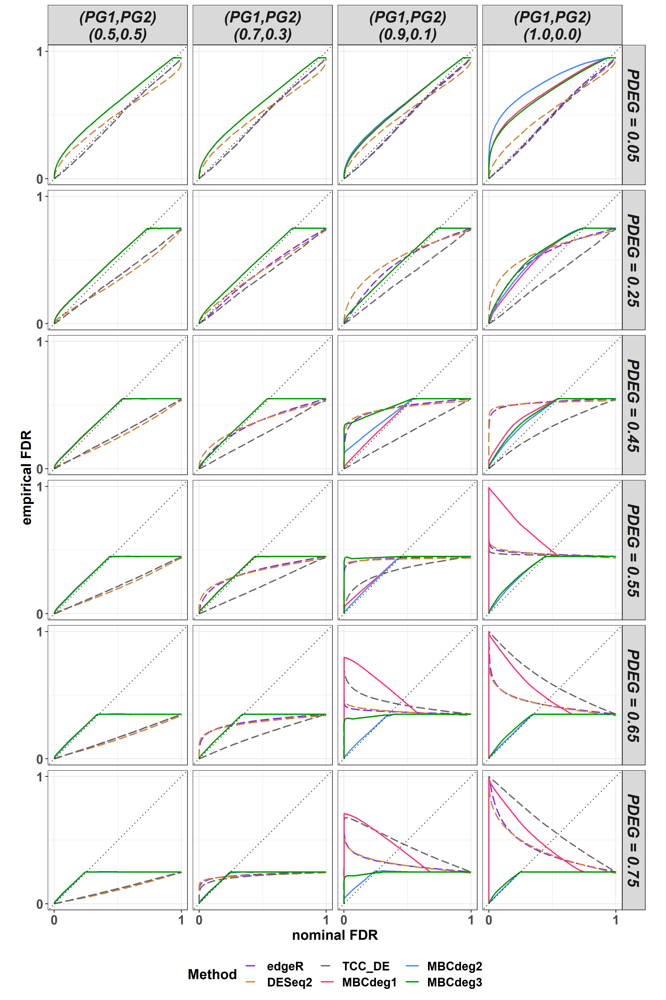 (PG1,PG2)
(0.5,0.5)
(PG1,PG2)
(0.7,0.3)
(PG1,PG2)
(0.9,0.1)
(PG1,PG2)
(1.0,0.0)
1
0
PDEG = 0.05
1
0
PDEG = 0.25
1
0
PDEG = 0.45
empirical FDR
1
0
PDEG = 0.55
1
0
PDEG = 0.65
1
0
PDEG = 0.75
0 1 0 1 0 1 0 1
nominal FDR
Method
edgeR TCC_DE MBCdeg2
DESeq2 MBCdeg1 MBCdeg3